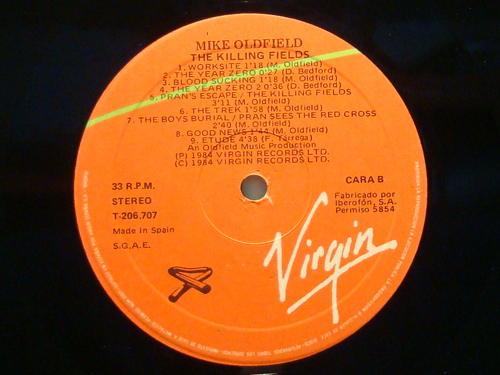 MIKE OLDFIELD
THE KILLING FIELDS
1. WORKSITE 1'18 (M. Oldfield)
2. THE YEAR ZERO 0'27 (D. Bedford)
3. BLOOD SUCKING 1'18 (M. Oldfield)
4. THE YEAR ZERO 2 0'36 (D. Bedford)
5. PRAN'S ESCAPE / THE KILLING FIELDS
3'11 (M. Oldfield)
6. THE TREK 1'58 (M. Oldfield)
7. THE BOYS BURIAL / PRAN SEES THE RED CROSS
2'40 (M. Oldfield)
8. GOOD NEWS 1'44 (M. Oldfield)
9. ETUDE 4'38 (F. Tárrega)
An Oldfield Music Production
(P) 1984 VIRGIN RECORDS LTD.
(C) 1984 VIRGIN RECORDS LTD.
33 R.P.M.
STEREO
T-206.707
Made in Spain
S.G.A.E.
CARA B
Fabricado por
Iberofón, S.A.
Permiso 5854
Virgin